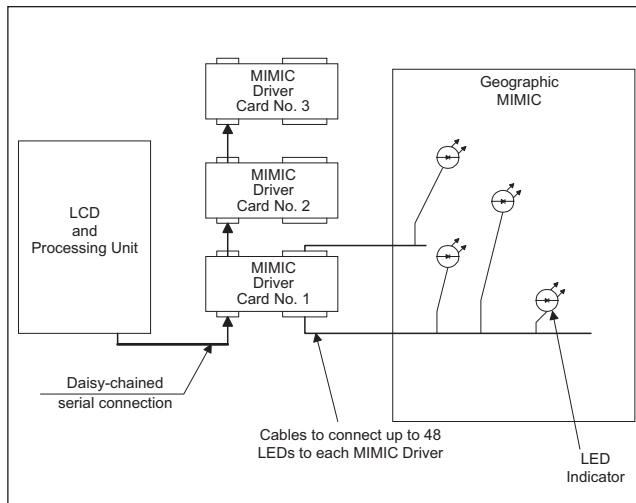 MIMIC
Driver
Card No. 3
Geographic
MIMIC
MIMIC
Driver
Card No. 2
LCD
and
Processing Unit
MIMIC
Driver
Card No. 1
Daisy-chained
serial connection
Cables to connect up to 48
LEDs to each MIMIC Driver
LED
Indicator